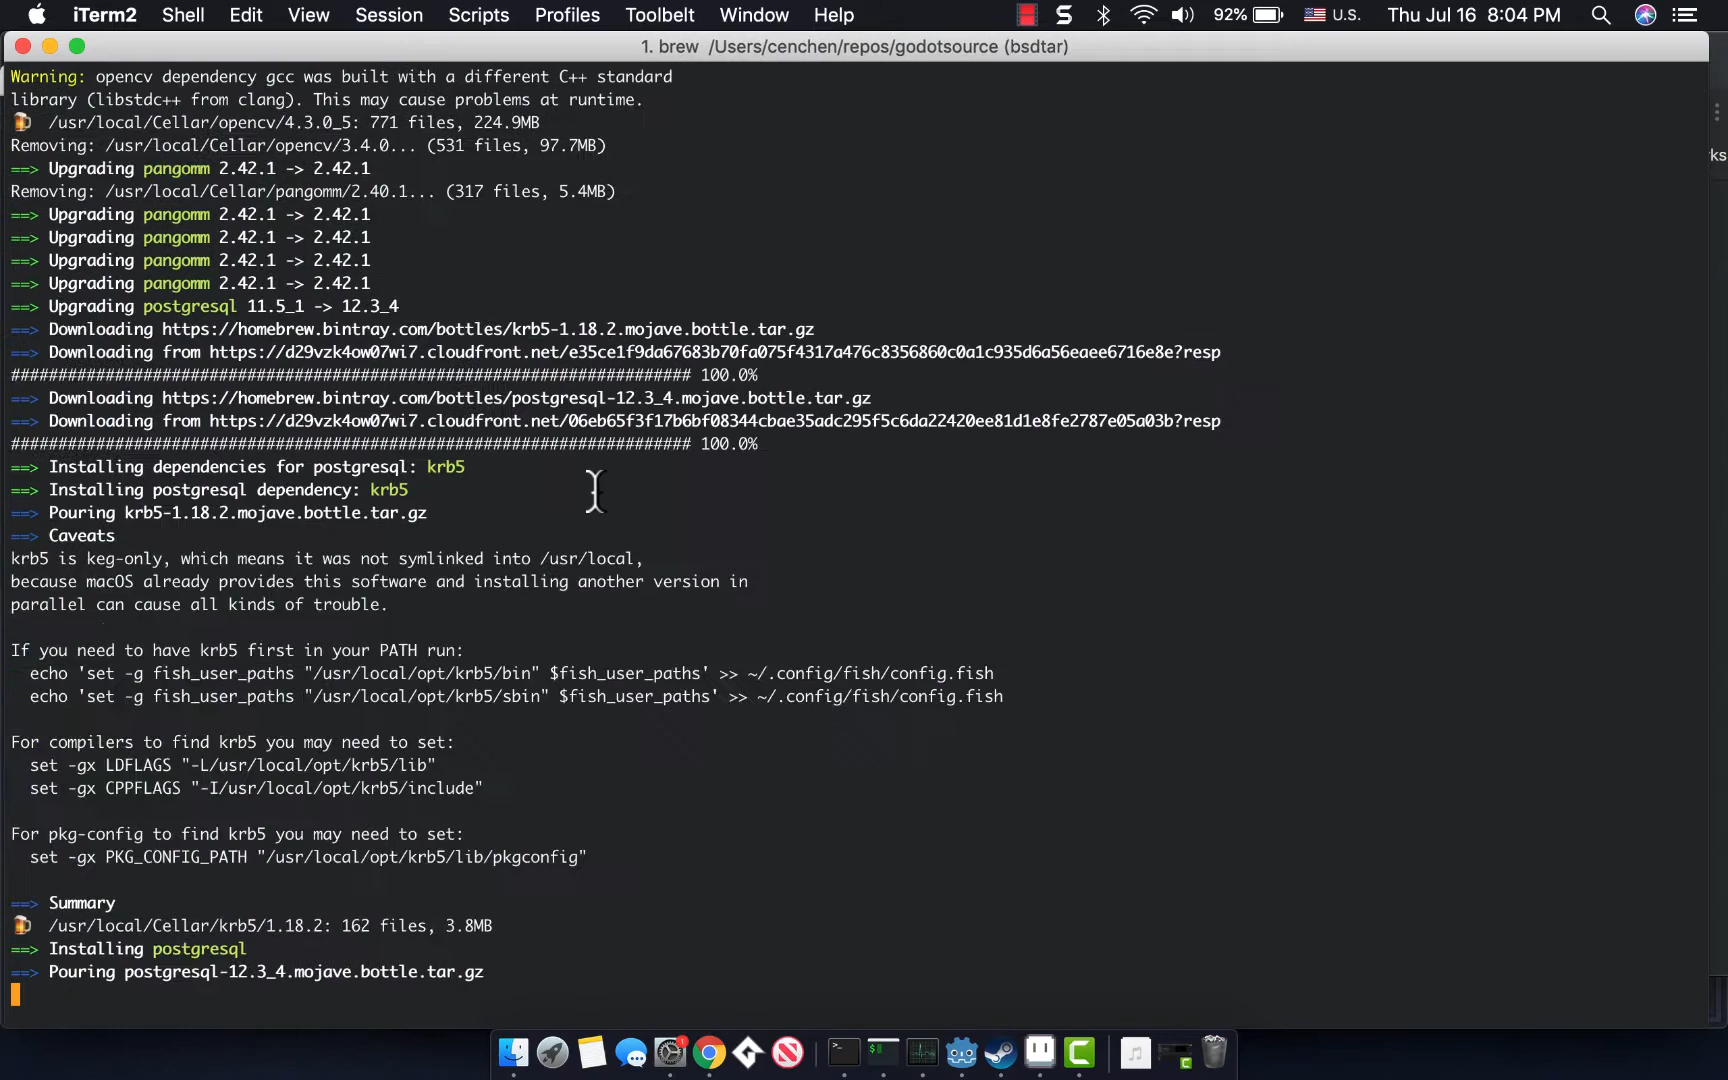 iTerm2 Shell Edit View Session Scripts Profiles Toolbelt Window Help 92% U.S. Thu Jul 16 8:04 PM
1. brew /Users/cenchen/repos/godotsource (bsdtar)
Warning: opencv dependency gcc was built with a different C++ standard
library (libstdc++ from clang). This may cause problems at runtime.
/usr/local/Cellar/opencv/4.3.0_5: 771 files, 224.9MB
Removing: /usr/local/Cellar/opencv/3.4.0... (531 files, 97.7MB)
==> Upgrading pangomm 2.42.1 -> 2.42.1
Removing: /usr/local/Cellar/pangomm/2.40.1... (317 files, 5.4MB)
==> Upgrading pangomm 2.42.1 -> 2.42.1
==> Upgrading pangomm 2.42.1 -> 2.42.1
==> Upgrading pangomm 2.42.1 -> 2.42.1
==> Upgrading pangomm 2.42.1 -> 2.42.1
==> Upgrading postgresql 11.5_1 -> 12.3_4
==> Downloading https://homebrew.bintray.com/bottles/krb5-1.18.2.mojave.bottle.tar.gz
==> Downloading from https://d29vzk4ow07wi7.cloudfront.net/e35ce1f9da67683b70fa075f4317a476c8356860c0a1c935d6a56eaee6716e8e?resp
######################################################################## 100.0%
==> Downloading https://homebrew.bintray.com/bottles/postgresql-12.3_4.mojave.bottle.tar.gz
==> Downloading from https://d29vzk4ow07wi7.cloudfront.net/06eb65f3f17b6bf08344cbae35adc295f5c6da22420ee81d1e8fe2787e05a03b?resp
######################################################################## 100.0%
==> Installing dependencies for postgresql: krb5
==> Installing postgresql dependency: krb5
==> Pouring krb5-1.18.2.mojave.bottle.tar.gz
==> Caveats
krb5 is keg-only, which means it was not symlinked into /usr/local,
because macOS already provides this software and installing another version in
parallel can cause all kinds of trouble.
If you need to have krb5 first in your PATH run:
echo 'set -g fish_user_paths "/usr/local/opt/krb5/bin" $fish_user_paths' >> ~/.config/fish/config.fish
echo 'set -g fish_user_paths "/usr/local/opt/krb5/sbin" $fish_user_paths' >> ~/.config/fish/config.fish
For compilers to find krb5 you may need to set:
set -gx LDFLAGS "-L/usr/local/opt/krb5/lib"
set -gx CPPFLAGS "-I/usr/local/opt/krb5/include"
For pkg-config to find krb5 you may need to set:
set -gx PKG_CONFIG_PATH "/usr/local/opt/krb5/lib/pkgconfig"
==> Summary
/usr/local/Cellar/krb5/1.18.2: 162 files, 3.8MB
==> Installing postgresql
==> Pouring postgresql-12.3_4.mojave.bottle.tar.gz